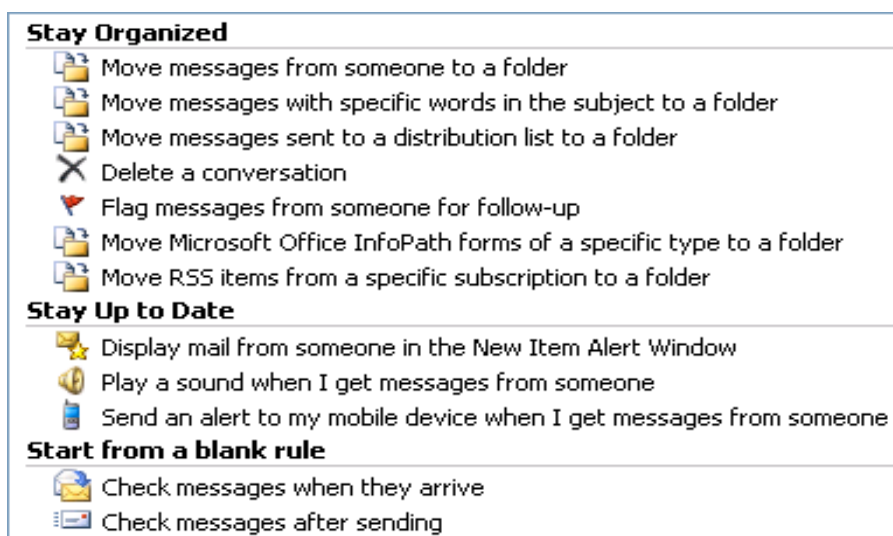 Stay Organized
Move messages from someone to a folder
Move messages with specific words in the subject to a folder
Move messages sent to a distribution list to a folder
Delete a conversation
Flag messages from someone for follow-up
Move Microsoft Office InfoPath forms of a specific type to a folder
Move RSS items from a specific subscription to a folder
Stay Up to Date
Display mail from someone in the New Item Alert Window
Play a sound when I get messages from someone
Send an alert to my mobile device when I get messages from someone
Start from a blank rule
Check messages when they arrive
Check messages after sending